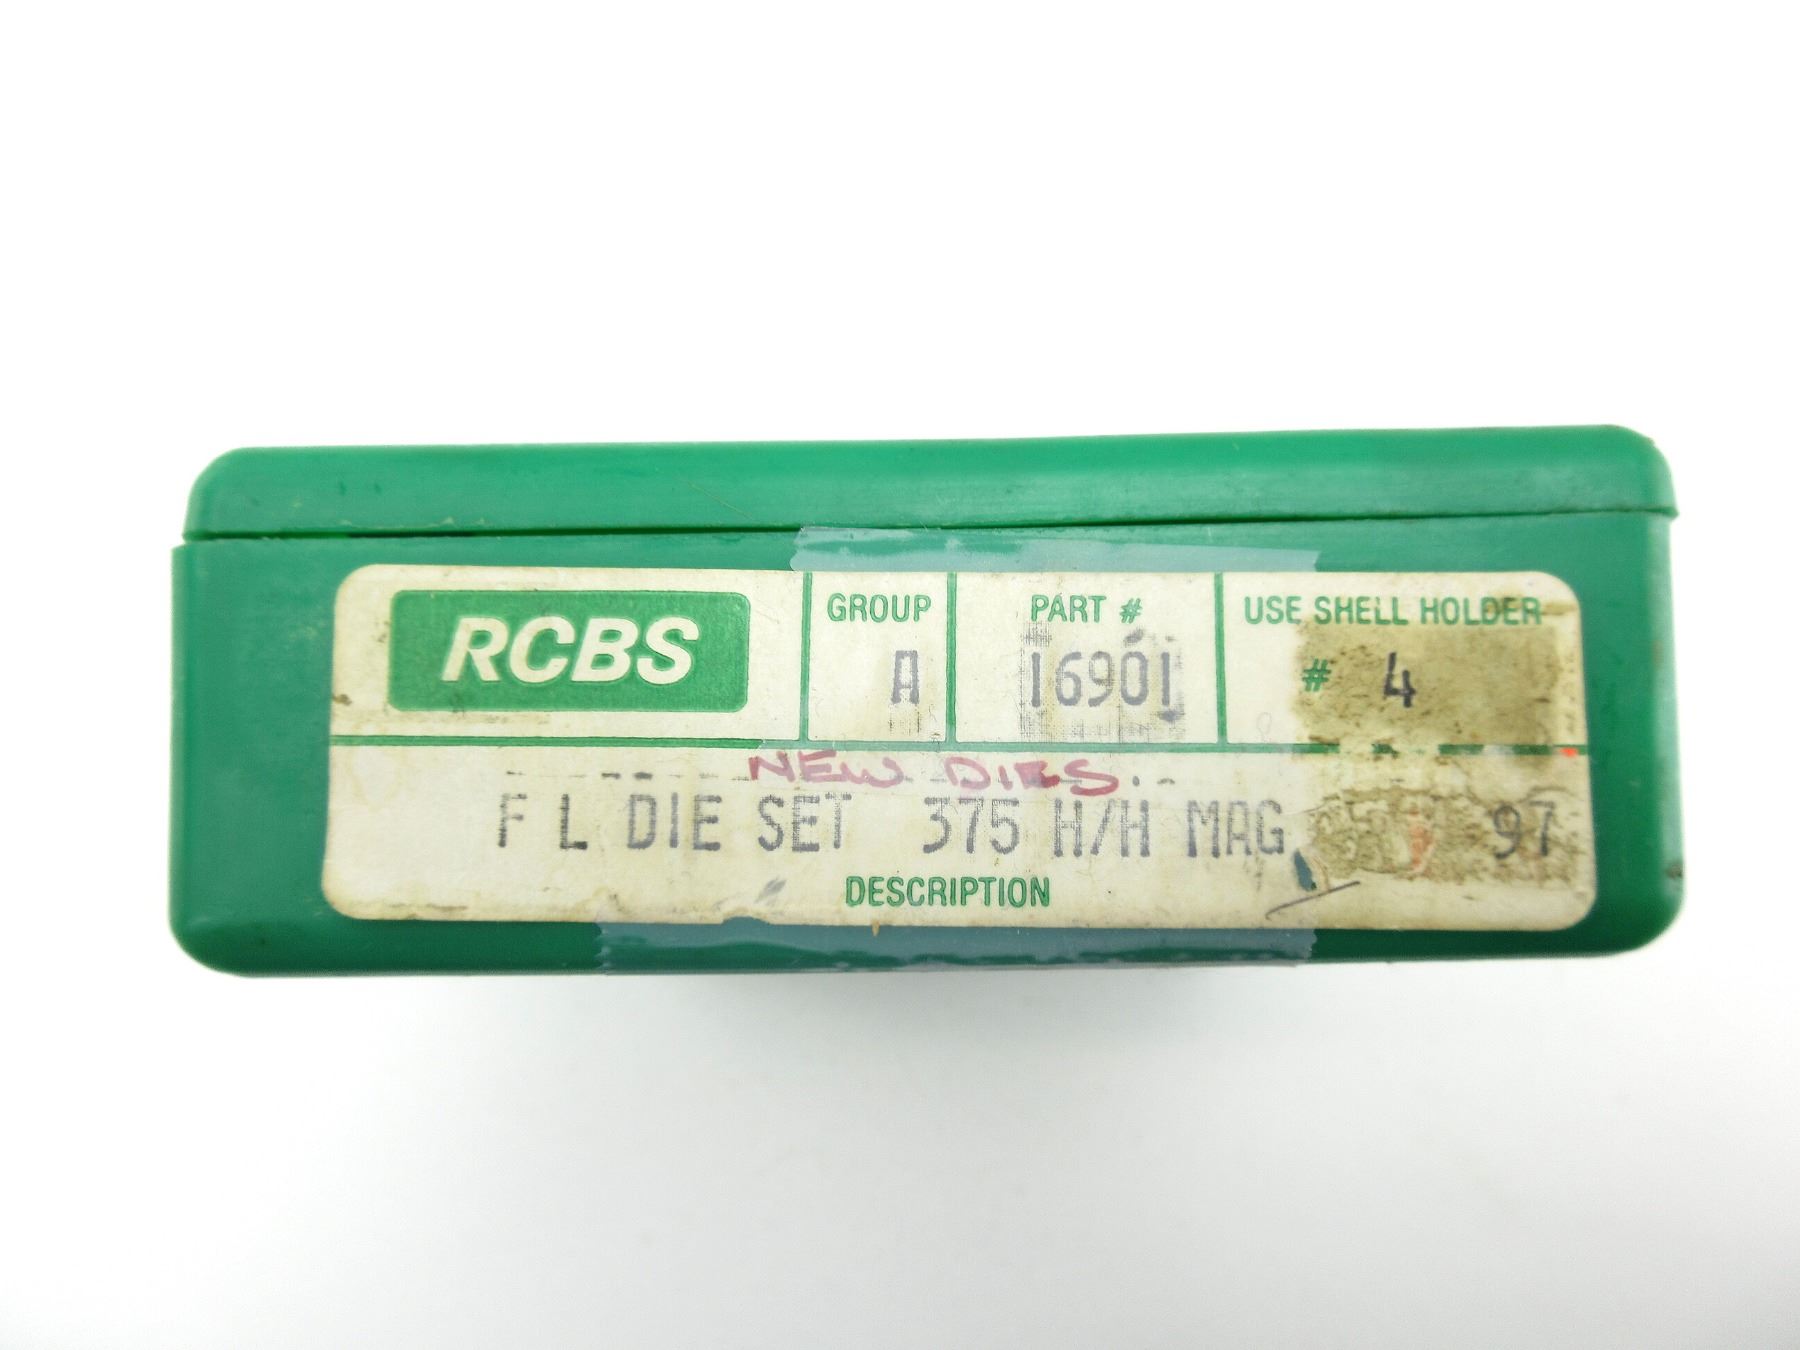 RCBS GROUP PART # USE SHELL HOLDER
A 16901 # 4
NEW DIES
F L DIE SET 375 H/H MAG 97
DESCRIPTION